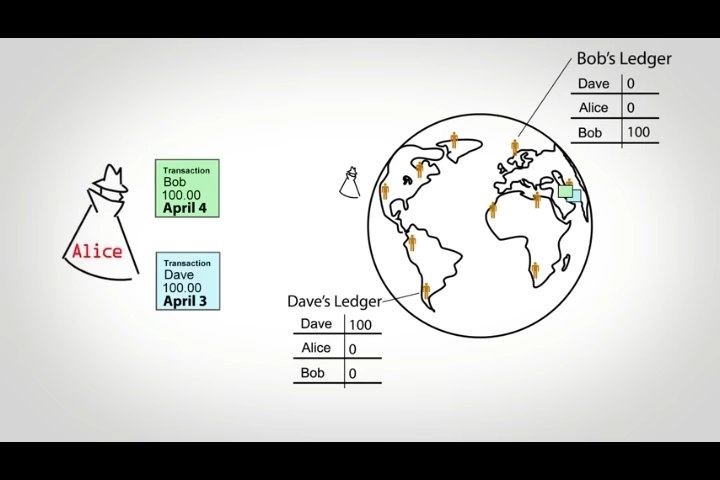 Bob's Ledger
Dave 0
Alice 0
Bob 100
Transaction
Bob
100.00
April 4
Alice
Transaction
Dave
100.00
April 3
Dave's Ledger
Dave 100
Alice 0
Bob 0